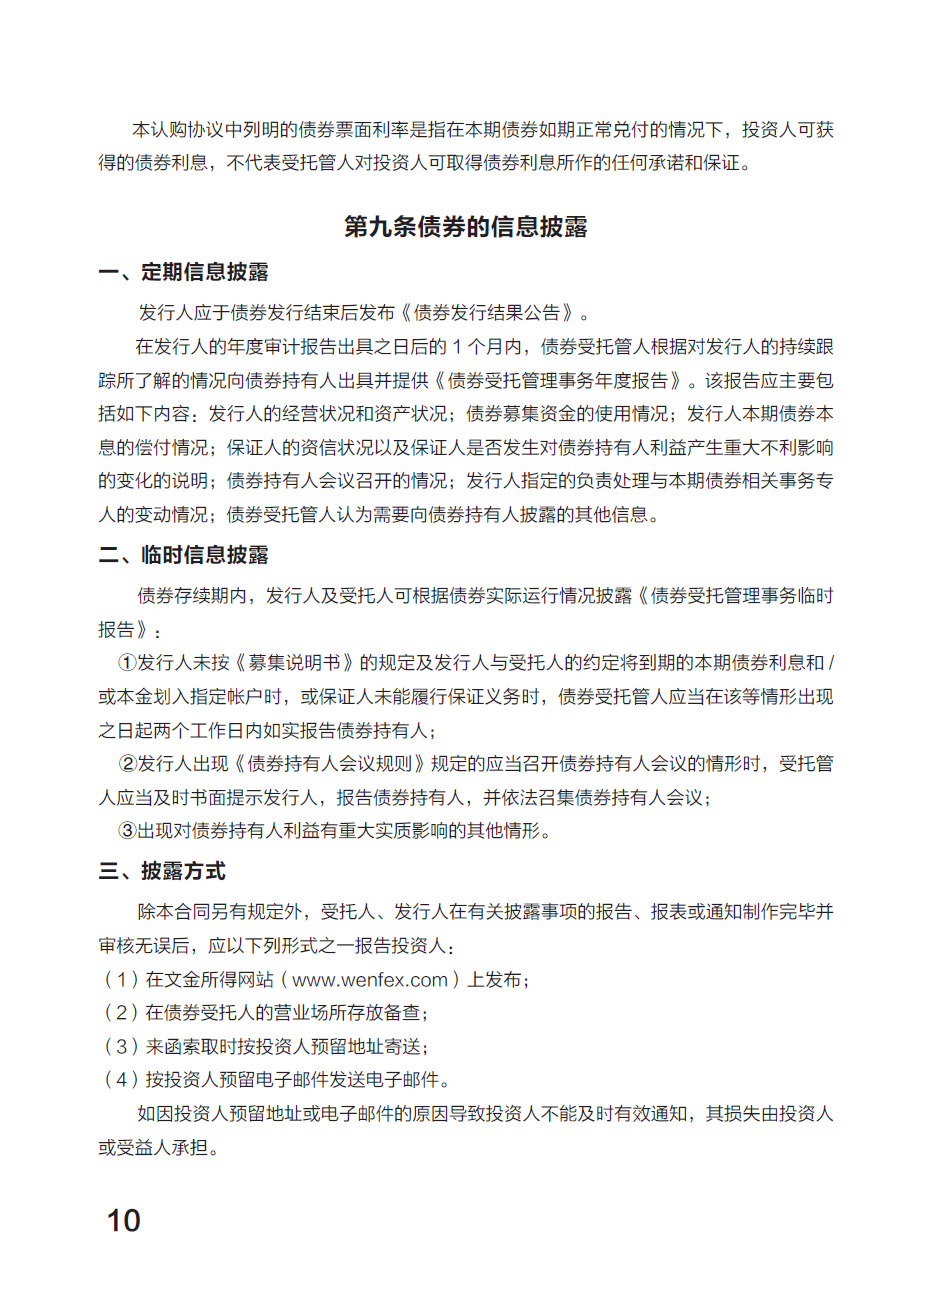 本认购协议中列明的债券票面利率是指在本期债券如期正常兑付的情况下，投资人可获
得的债券利息，不代表受托管人对投资人可取得债券利息所作的任何承诺和保证。
第九条债券的信息披露
一、定期信息披露
发行人应于债券发行结束后发布《债券发行结果公告》。
在发行人的年度审计报告出具之日后的 1 个月内，债券受托管人根据对发行人的持续跟
踪所了解的情况向债券持有人出具并提供《债券受托管理事务年度报告》。该报告应主要包
括如下内容：发行人的经营状况和资产状况；债券募集资金的使用情况；发行人本期债券本
息的偿付情况；保证人的资信状况以及保证人是否发生对债券持有人利益产生重大不利影响
的变化的说明；债券持有人会议召开的情况；发行人指定的负责处理与本期债券相关事务专
人的变动情况；债券受托管人认为需要向债券持有人披露的其他信息。
二、临时信息披露
债券存续期内，发行人及受托人可根据债券实际运行情况披露《债券受托管理事务临时
报告》：
①发行人未按《募集说明书》的规定及发行人与受托人的约定将到期的本期债券利息和 /
或本金划入指定帐户时，或保证人未能履行保证义务时，债券受托管人应当在该等情形出现
之日起两个工作日内如实报告债券持有人；
②发行人出现《债券持有人会议规则》规定的应当召开债券持有人会议的情形时，受托管
人应当及时书面提示发行人，报告债券持有人，并依法召集债券持有人会议；
③出现对债券持有人利益有重大实质影响的其他情形。
三、披露方式
除本合同另有规定外，受托人、发行人在有关披露事项的报告、报表或通知制作完毕并
审核无误后，应以下列形式之一报告投资人：
（1）在文金所得网站（www.wenfex.com）上发布；
（2）在债券受托人的营业场所存放备查；
（3）来函索取时按投资人预留地址寄送；
（4）按投资人预留电子邮件发送电子邮件。
如因投资人预留地址或电子邮件的原因导致投资人不能及时有效通知，其损失由投资人
或受益人承担。
10